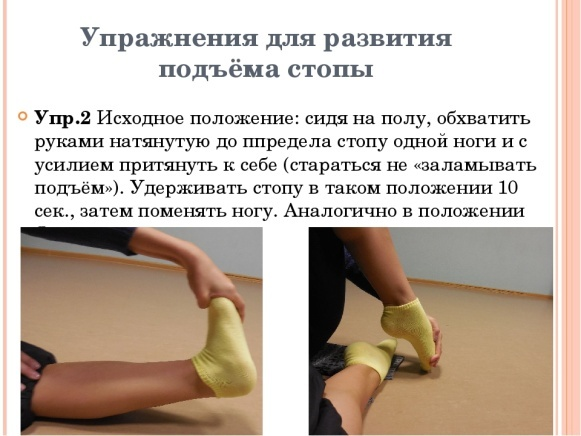 Упражнения для развития
подъёма стопы
Упр.2 Исходное положение: сидя на полу, обхватить
руками натянутую до ппредела стопу одной ноги и с
усилием притянуть к себе (стараться не «заламывать
подъём»). Удерживать стопу в таком положении 10
сек., затем поменять ногу. Аналогично в положении